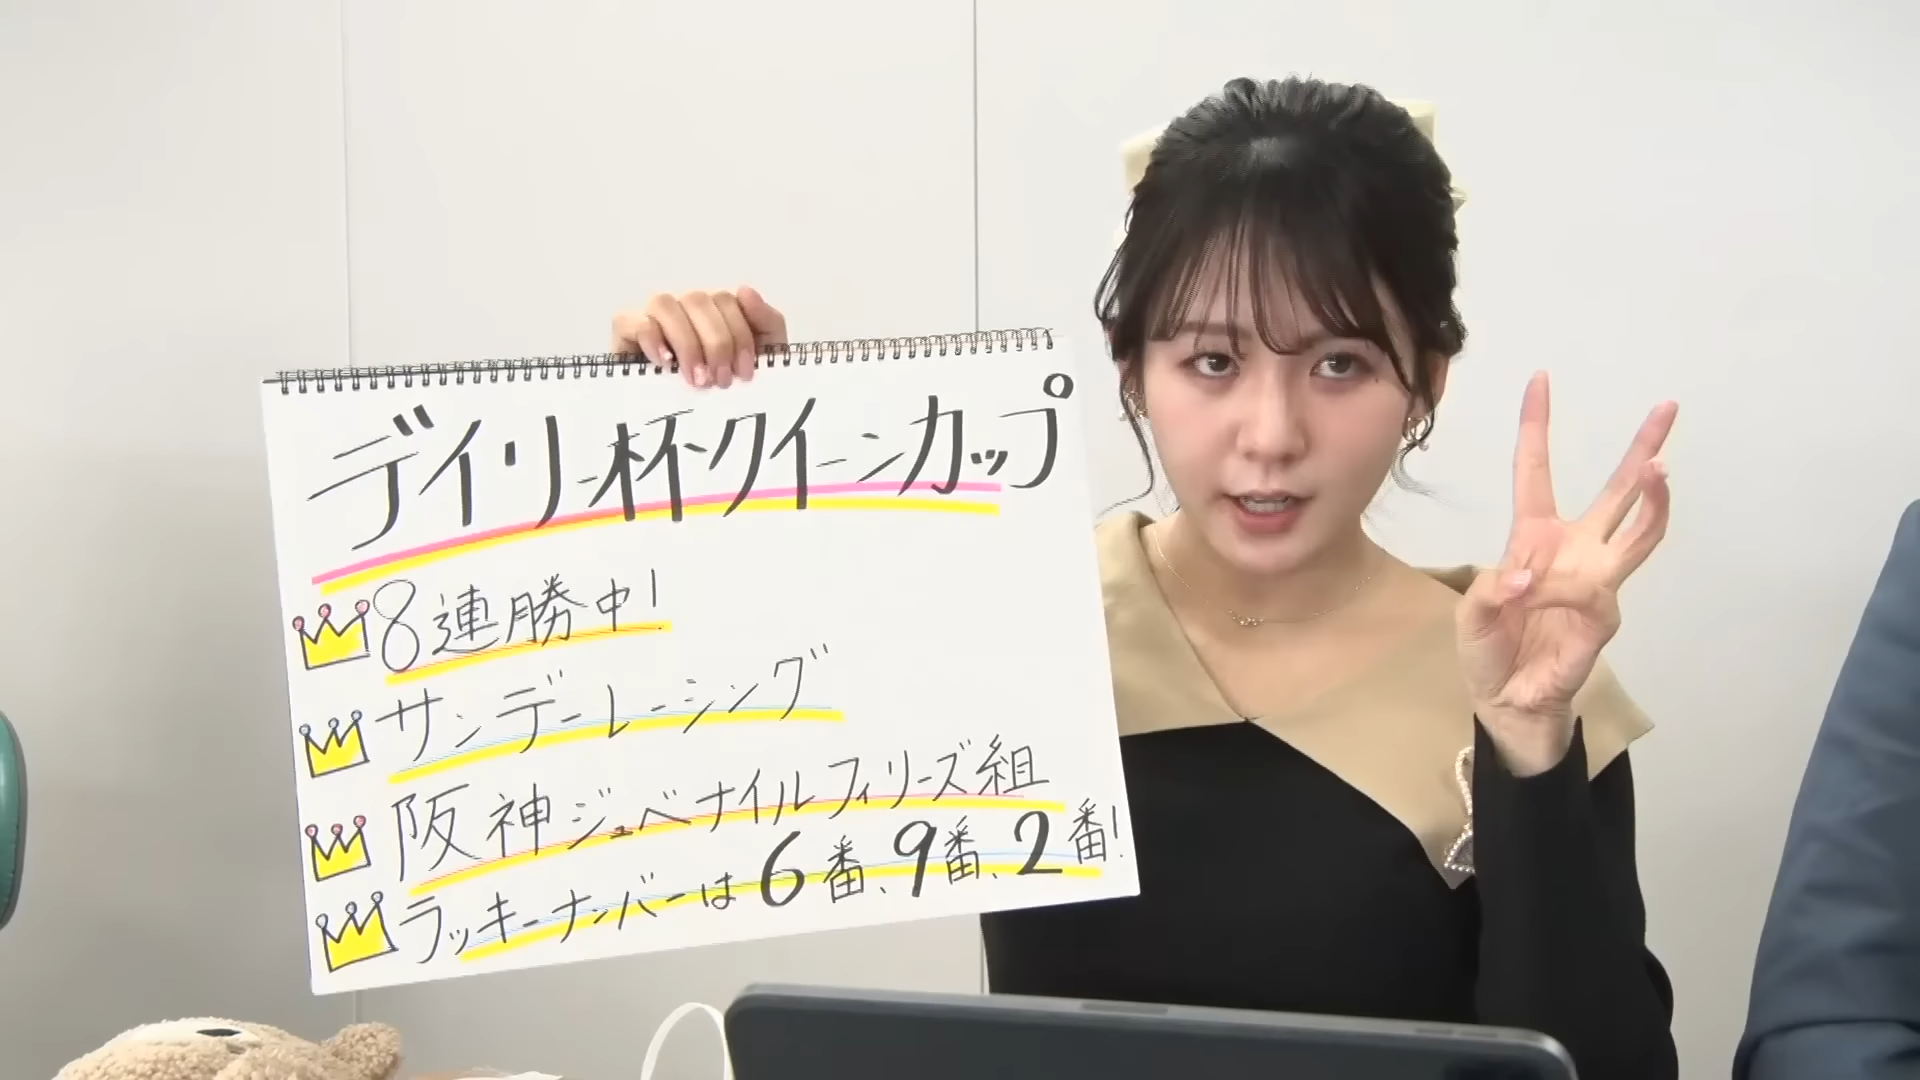 デイリー杯クイーンカップ
8連勝中!
サンデーレーシング
阪神ジュベナイルフィリーズ組
ラッキーナンバーは6番、9番、2番!